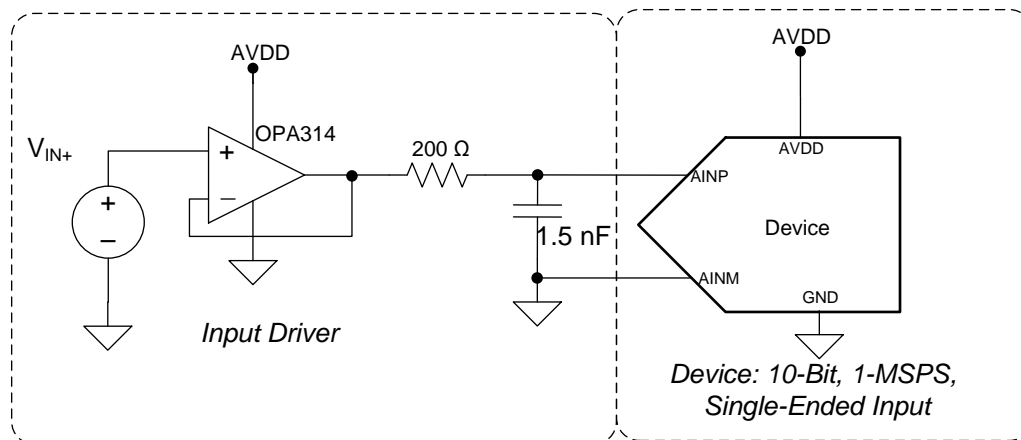 AVDD
OPA314
V_IN+
+
−
+
−
200 Ω
1.5 nF
Input Driver
AVDD
AVDD
AINP
Device
AINM
GND
Device: 10-Bit, 1-MSPS,
Single-Ended Input